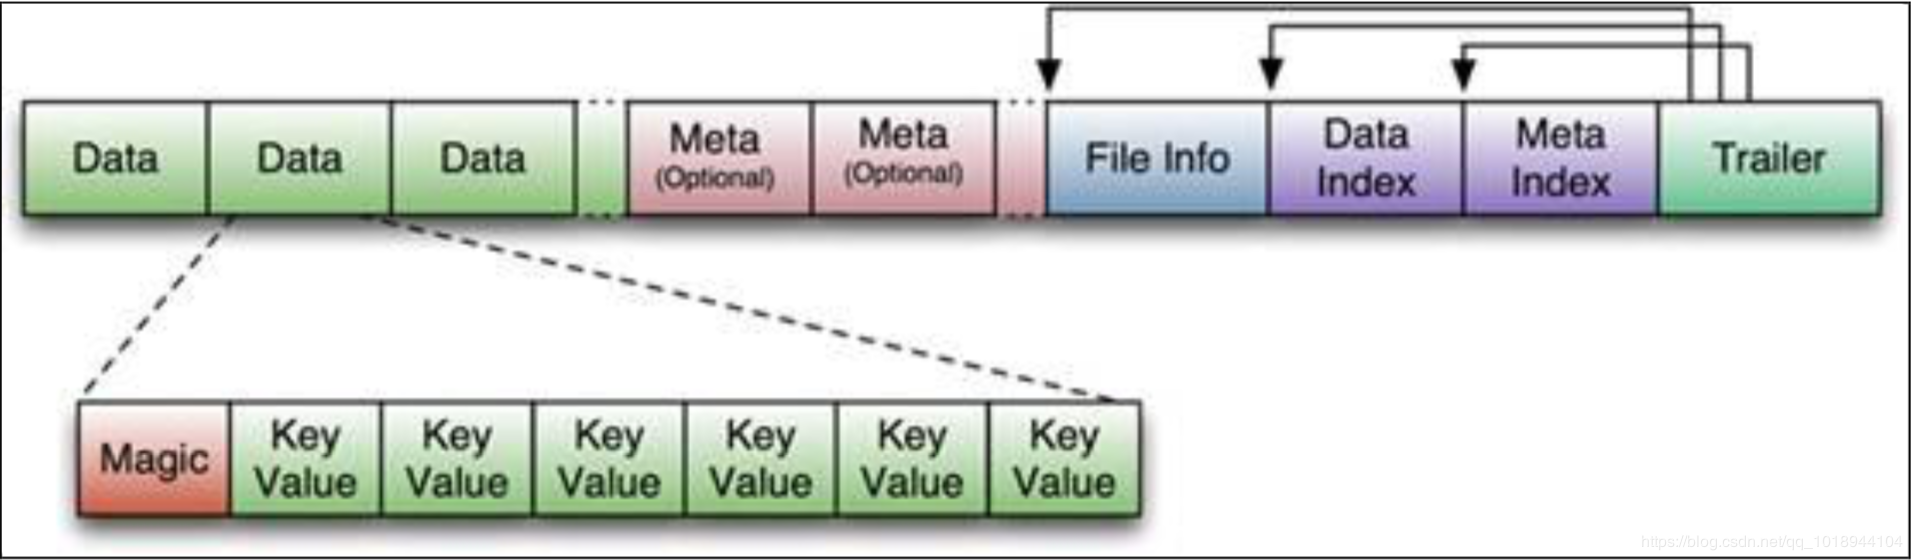 Data
Data
Data
Meta
(Optional)
Meta
(Optional)
File Info
Data
Index
Meta
Index
Trailer
Magic
Key
Value
Key
Value
Key
Value
Key
Value
Key
Value
Key
Value
https://blog.csdn.net/qq_1018944104